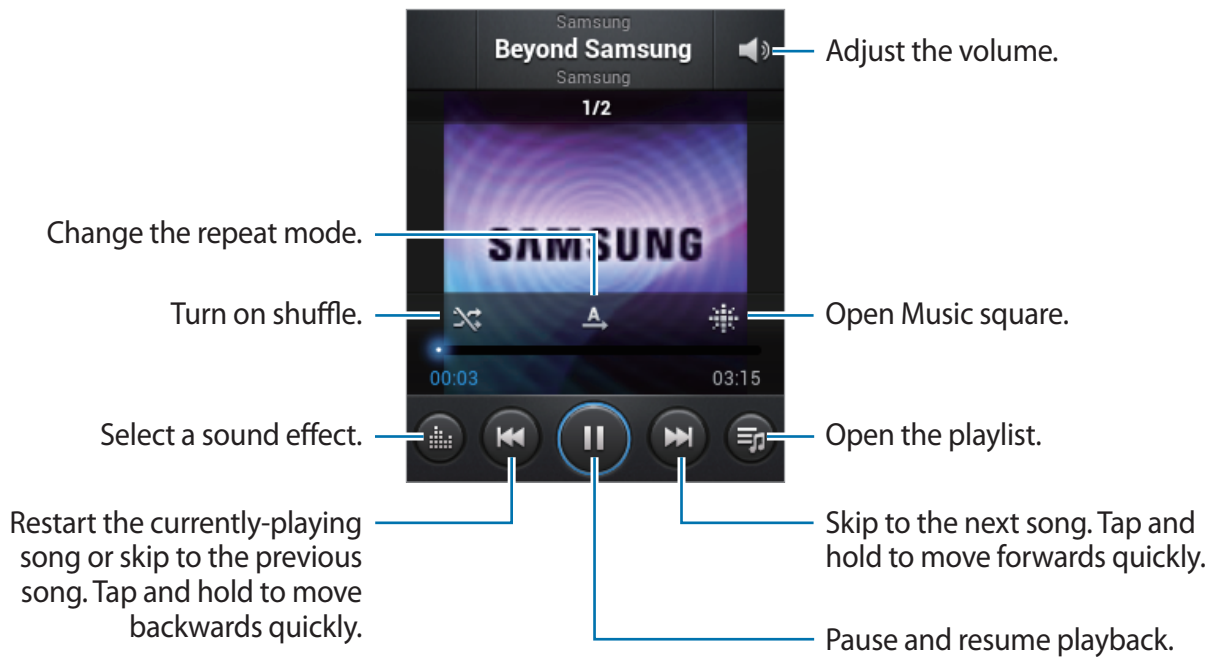 Samsung
Beyond Samsung
Samsung
Adjust the volume.
1/2
Change the repeat mode.
SAMSUNG
Turn on shuffle.
A
Open Music square.
00:03
03:15
Select a sound effect.
Open the playlist.
Restart the currently-playing
song or skip to the previous
song. Tap and hold to move
backwards quickly.
Skip to the next song. Tap and
hold to move forwards quickly.
Pause and resume playback.